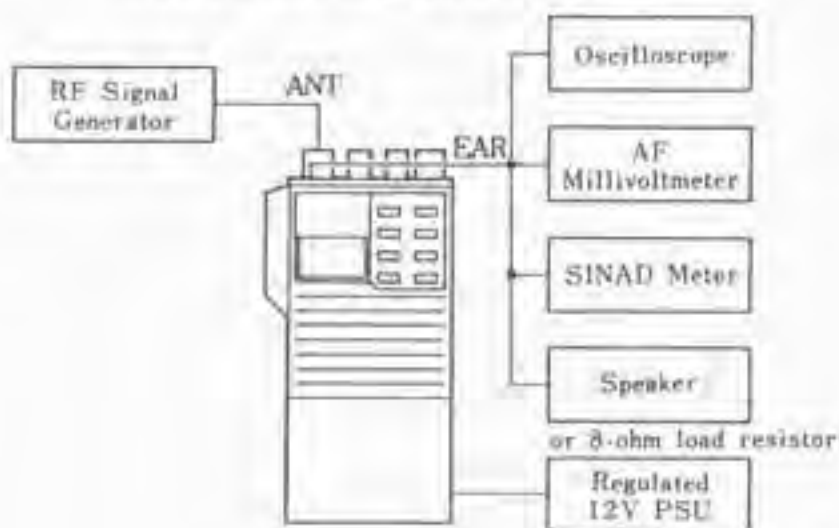 RF Signal
Generator
ANT
EAR
Oscilloscope
AF
Millivoltmeter
SINAD Meter
Speaker
or 8-ohm load resistor
Regulated
12V PSU